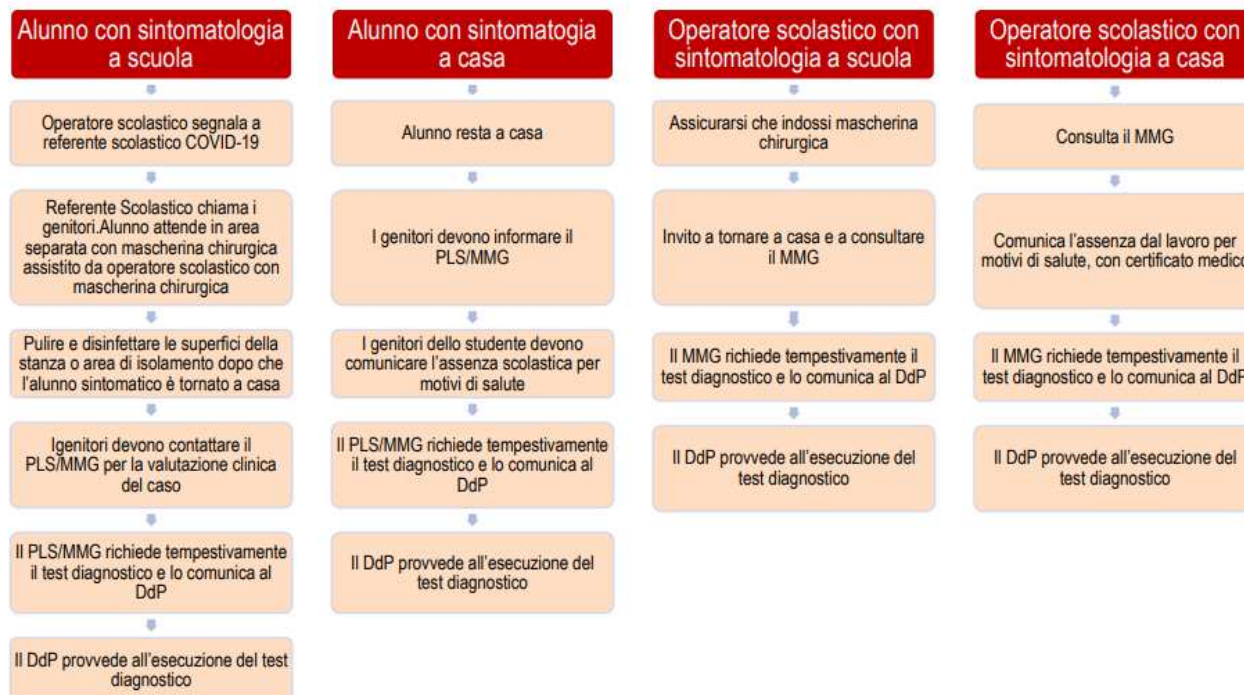 Alunno con sintomatologia
a scuola
Operatore scolastico segnala a
referente scolastico COVID-19
Referente Scolastico chiama i
genitori.Alunno attende in area
separata con mascherina chirurgica
assistito da operatore scolastico con
mascherina chirurgica
Pulire e disinfettare le superfici della
stanza o area di isolamento dopo che
l'alunno sintomatico è tornato a casa
Igenitori devono contattare il
PLS/MMG per la valutazione clinica
del caso
Il PLS/MMG richiede tempestivamente
il test diagnostico e lo comunica al
DdP
Il DdP provvede all'esecuzione del test
diagnostico
Alunno con sintomatogia
a casa
Alunno resta a casa
I genitori devono informare il
PLS/MMG
I genitori dello studente devono
comunicare l'assenza scolastica per
motivi di salute
Il PLS/MMG richiede tempestivamente
il test diagnostico e lo comunica al
DdP
Il DdP provvede all'esecuzione del
test diagnostico
Operatore scolastico con
sintomatologia a scuola
Assicurarsi che indossi mascherina
chirurgica
Invito a tornare a casa e a consultare
il MMG
Il MMG richiede tempestivamente il
test diagnostico e lo comunica al DdP
Il DdP provvede all'esecuzione del
test diagnostico
Operatore scolastico con
sintomatologia a casa
Consulta il MMG
Comunica l'assenza dal lavoro per
motivi di salute, con certificato medico
Il MMG richiede tempestivamente il
test diagnostico e lo comunica al DdP
Il DdP provvede all'esecuzione del
test diagnostico